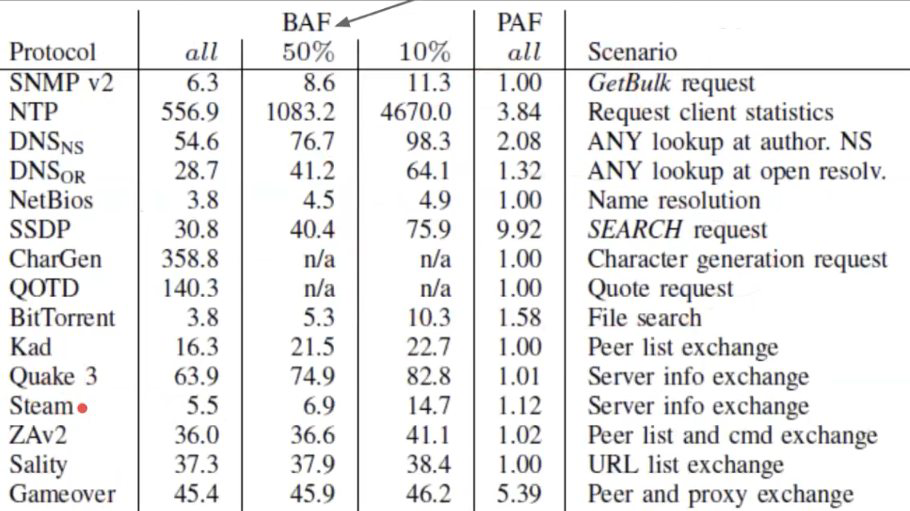 BAF PAF
Protocol all 50% 10% all Scenario
SNMP v2 6.3 8.6 11.3 1.00 GetBulk request
NTP 556.9 1083.2 4670.0 3.84 Request client statistics
DNS_NS 54.6 76.7 98.3 2.08 ANY lookup at author. NS
DNS_OR 28.7 41.2 64.1 1.32 ANY lookup at open resolv.
NetBios 3.8 4.5 4.9 1.00 Name resolution
SSDP 30.8 40.4 75.9 9.92 SEARCH request
CharGen 358.8 n/a n/a 1.00 Character generation request
QOTD 140.3 n/a n/a 1.00 Quote request
BitTorrent 3.8 5.3 10.3 1.58 File search
Kad 16.3 21.5 22.7 1.00 Peer list exchange
Quake 3 63.9 74.9 82.8 1.01 Server info exchange
Steam 5.5 6.9 14.7 1.12 Server info exchange
ZAv2 36.0 36.6 41.1 1.02 Peer list and cmd exchange
Sality 37.3 37.9 38.4 1.00 URL list exchange
Gameover 45.4 45.9 46.2 5.39 Peer and proxy exchange